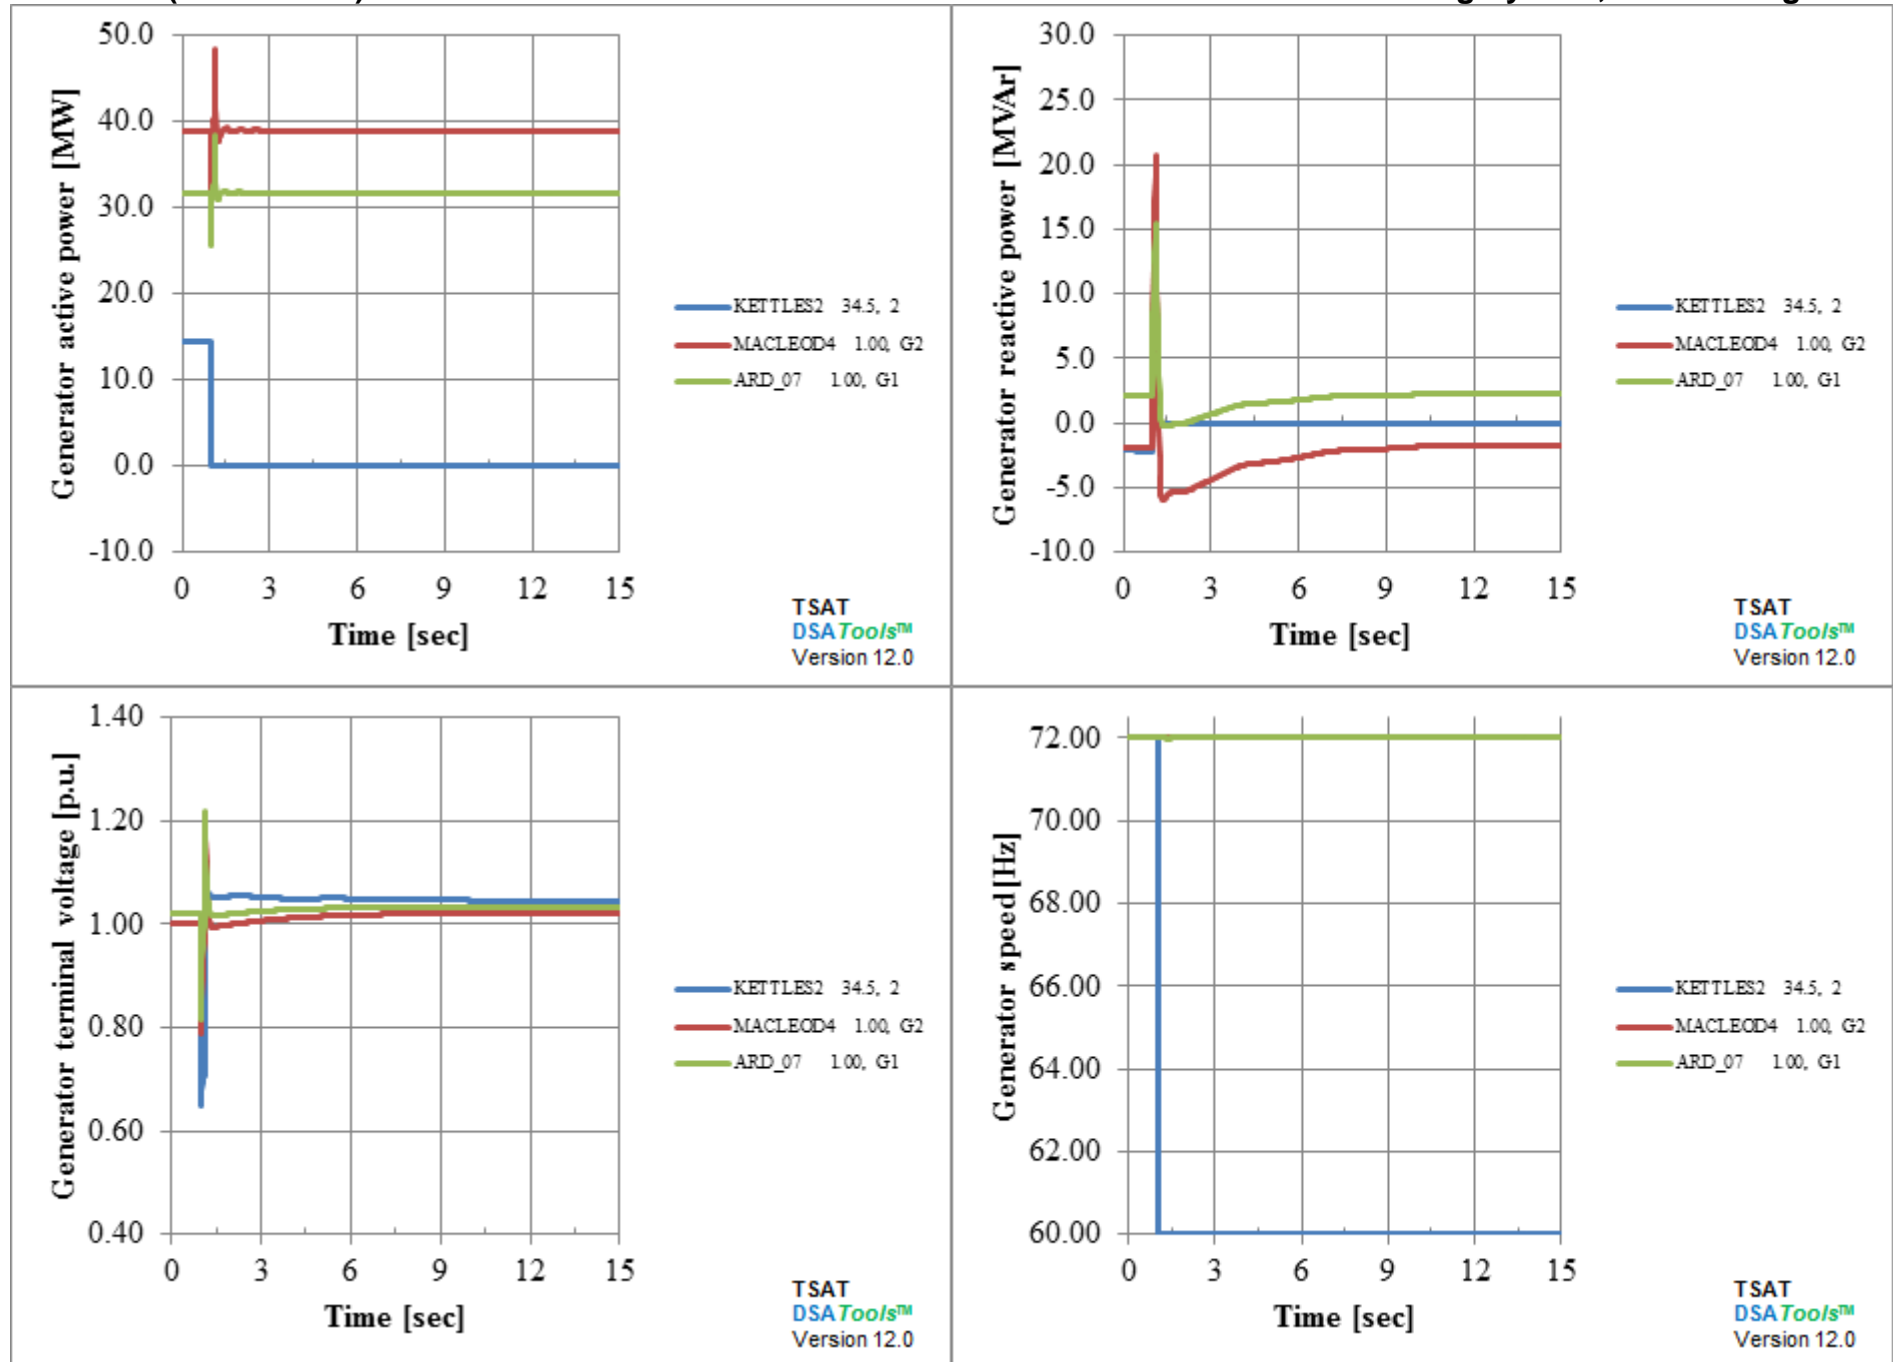 50.0
40.0
30.0
20.0
10.0
0.0
-10.0
Generator active power [MW]
0 3 6 9 12 15
Time [sec]
KETTLES2 34.5, 2
MACLEOD4 1.00, G2
ARD_07 1.00, G1
TSAT
DSATools™
Version 12.0
30.0
25.0
20.0
15.0
10.0
5.0
0.0
-5.0
-10.0
Generator reactive power [MVAr]
0 3 6 9 12 15
Time [sec]
KETTLES2 34.5, 2
MACLEOD4 1.00, G2
ARD_07 1.00, G1
TSAT
DSATools™
Version 12.0
1.40
1.20
1.00
0.80
0.60
0.40
Generator terminal voltage [p.u.]
0 3 6 9 12 15
Time [sec]
KETTLES2 34.5, 2
MACLEOD4 1.00, G2
ARD_07 1.00, G1
TSAT
DSATools™
Version 12.0
72.00
70.00
68.00
66.00
64.00
62.00
60.00
Generator speed[Hz]
0 3 6 9 12 15
Time [sec]
KETTLES2 34.5, 2
MACLEOD4 1.00, G2
ARD_07 1.00, G1
TSAT
DSATools™
Version 12.0